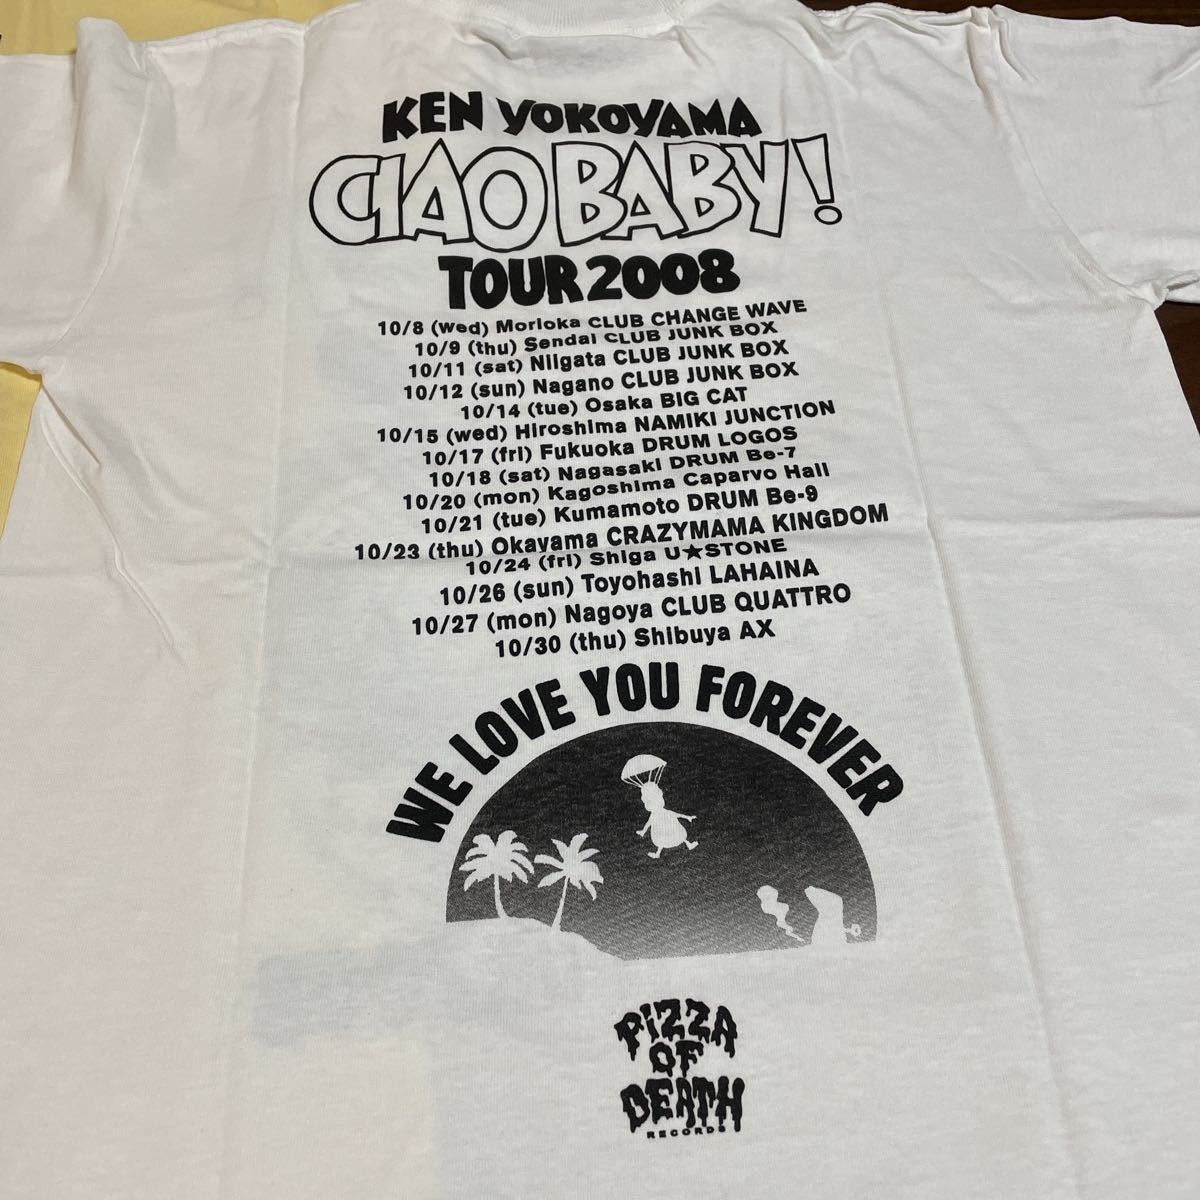 KEN YOKOYAMA
CIAO BABY!
TOUR 2008
10/8 (wed) Morioka CLUB CHANGE WAVE
10/9 (thu) Sendai CLUB JUNK BOX
10/11 (sat) Niigata CLUB JUNK BOX
10/12 (sun) Nagano CLUB JUNK BOX
10/14 (tue) Osaka BIG CAT
10/15 (wed) Hiroshima NAMIKI JUNCTION
10/17 (fri) Fukuoka DRUM LOGOS
10/18 (sat) Nagasaki DRUM Be-7
10/20 (mon) Kagoshima Caparvo Hall
10/21 (tue) Kumamoto DRUM Be-9
10/23 (thu) Okayama CRAZYMAMA KINGDOM
10/24 (fri) Shiga U★STONE
10/26 (sun) Toyohashi LAHAINA
10/27 (mon) Nagoya CLUB QUATTRO
10/30 (thu) Shibuya AX
WE LOVE YOU FOREVER
PiZZA
OF
DEATH
RECORDS